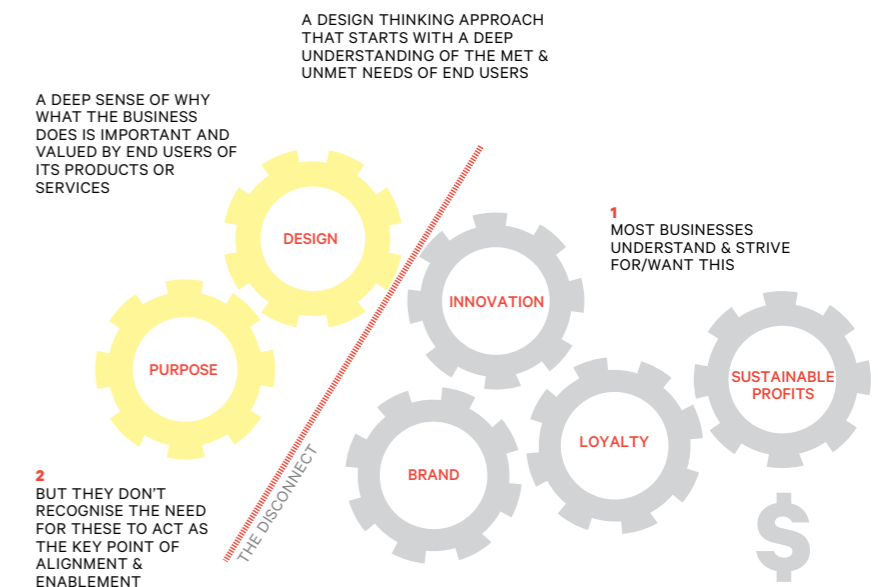 A DESIGN THINKING APPROACH
THAT STARTS WITH A DEEP
UNDERSTANDING OF THE MET &
UNMET NEEDS OF END USERS
A DEEP SENSE OF WHY
WHAT THE BUSINESS
DOES IS IMPORTANT AND
VALUED BY END USERS OF
ITS PRODUCTS OR
SERVICES
DESIGN
PURPOSE
1
MOST BUSINESSES
UNDERSTAND & STRIVE
FOR/WANT THIS
INNOVATION
SUSTAINABLE
PROFITS
LOYALTY
BRAND
THE DISCONNECT
2
BUT THEY DON'T
RECOGNISE THE NEED
FOR THESE TO ACT AS
THE KEY POINT OF
ALIGNMENT &
ENABLEMENT
$